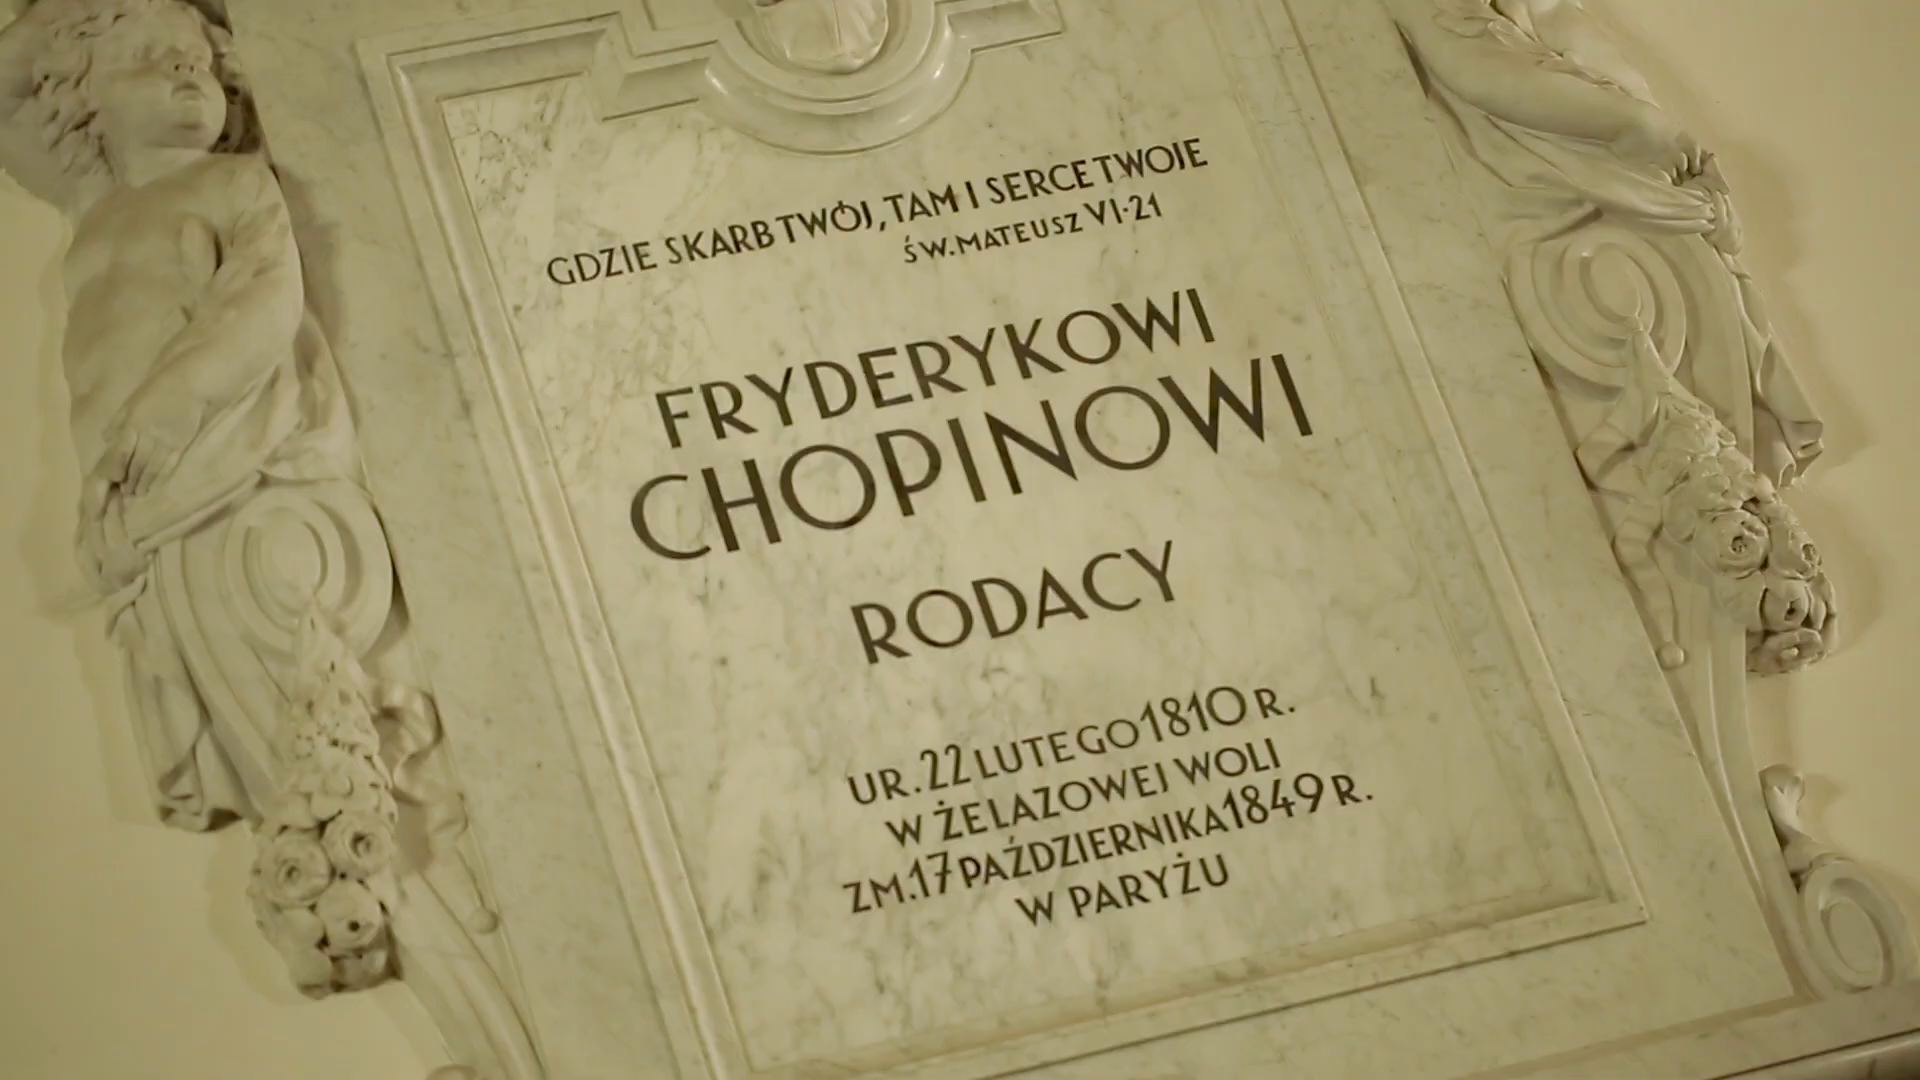 GDZIE SKARB TWÓJ, TAM I SERCE TWOJE
ŚW. MATEUSZ VI·21
FRYDERYKOWI
CHOPINOWI
RODACY
UR. 22 LUTEGO 1810 R.
W ŻELAZOWEJ WOLI
ZM. 17 PAŹDZIERNIKA 1849 R.
W PARYŻU